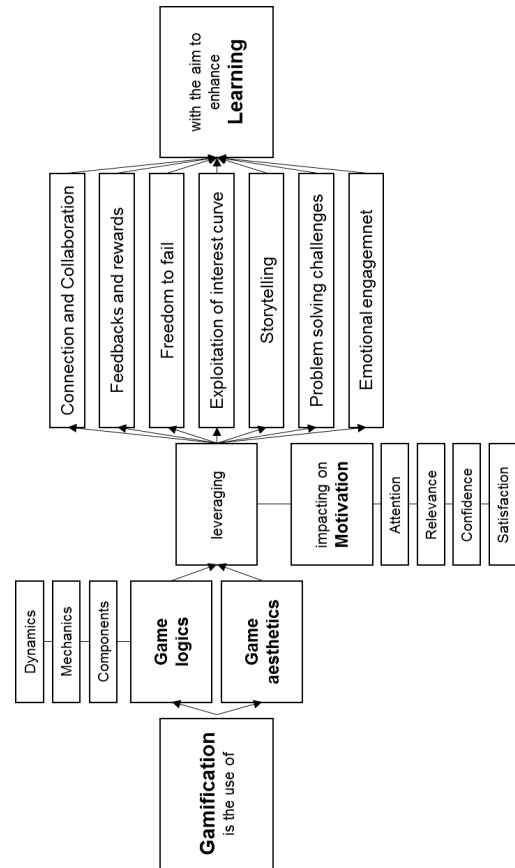 Gamification
is the use of
Dynamics
Mechanics
Components
Game
logics
Game
aesthetics
leveraging
impacting on
Motivation
Attention
Relevance
Confidence
Satisfaction
Connection and Collaboration
Feedbacks and rewards
Freedom to fail
Exploitation of interest curve
Storytelling
Problem solving challenges
Emotional engagemnet
with the aim to
enhance
Learning